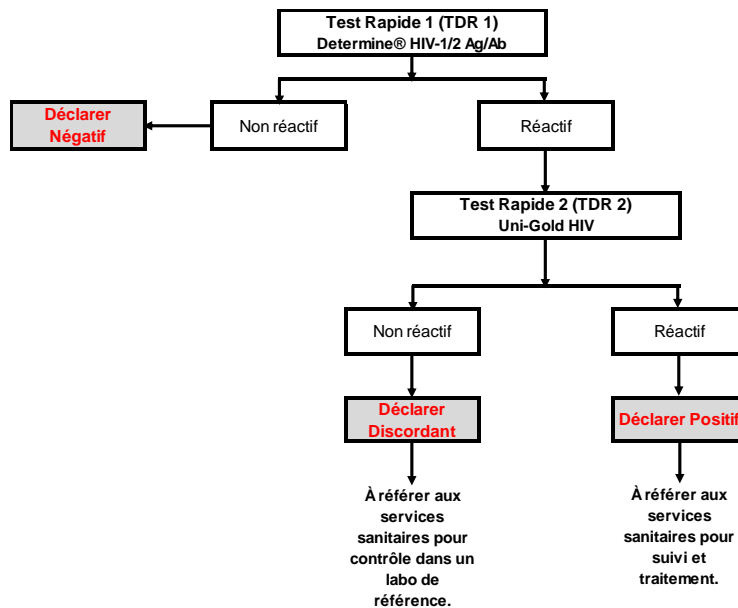 Test Rapide 1 (TDR 1)
Determine® HIV-1/2 Ag/Ab
Déclarer
Négatif
Non réactif
Réactif
Test Rapide 2 (TDR 2)
Uni-Gold HIV
Non réactif
Réactif
Déclarer
Discordant
Déclarer Positif
À référer aux
services
sanitaires pour
contrôle dans un
labo de
référence.
À référer aux
services
sanitaires pour
suivi et
traitement.